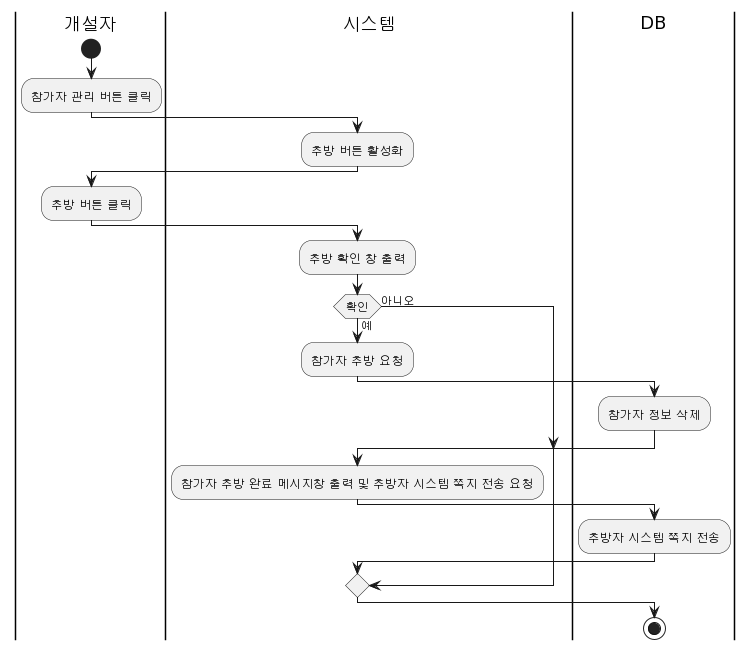 개설자
시스템
DB
참가자 관리 버튼 클릭
추방 버튼 활성화
추방 버튼 클릭
추방 확인 창 출력
확인
아니오
예
참가자 추방 요청
참가자 정보 삭제
참가자 추방 완료 메시지창 출력 및 추방자 시스템 쪽지 전송 요청
추방자 시스템 쪽지 전송